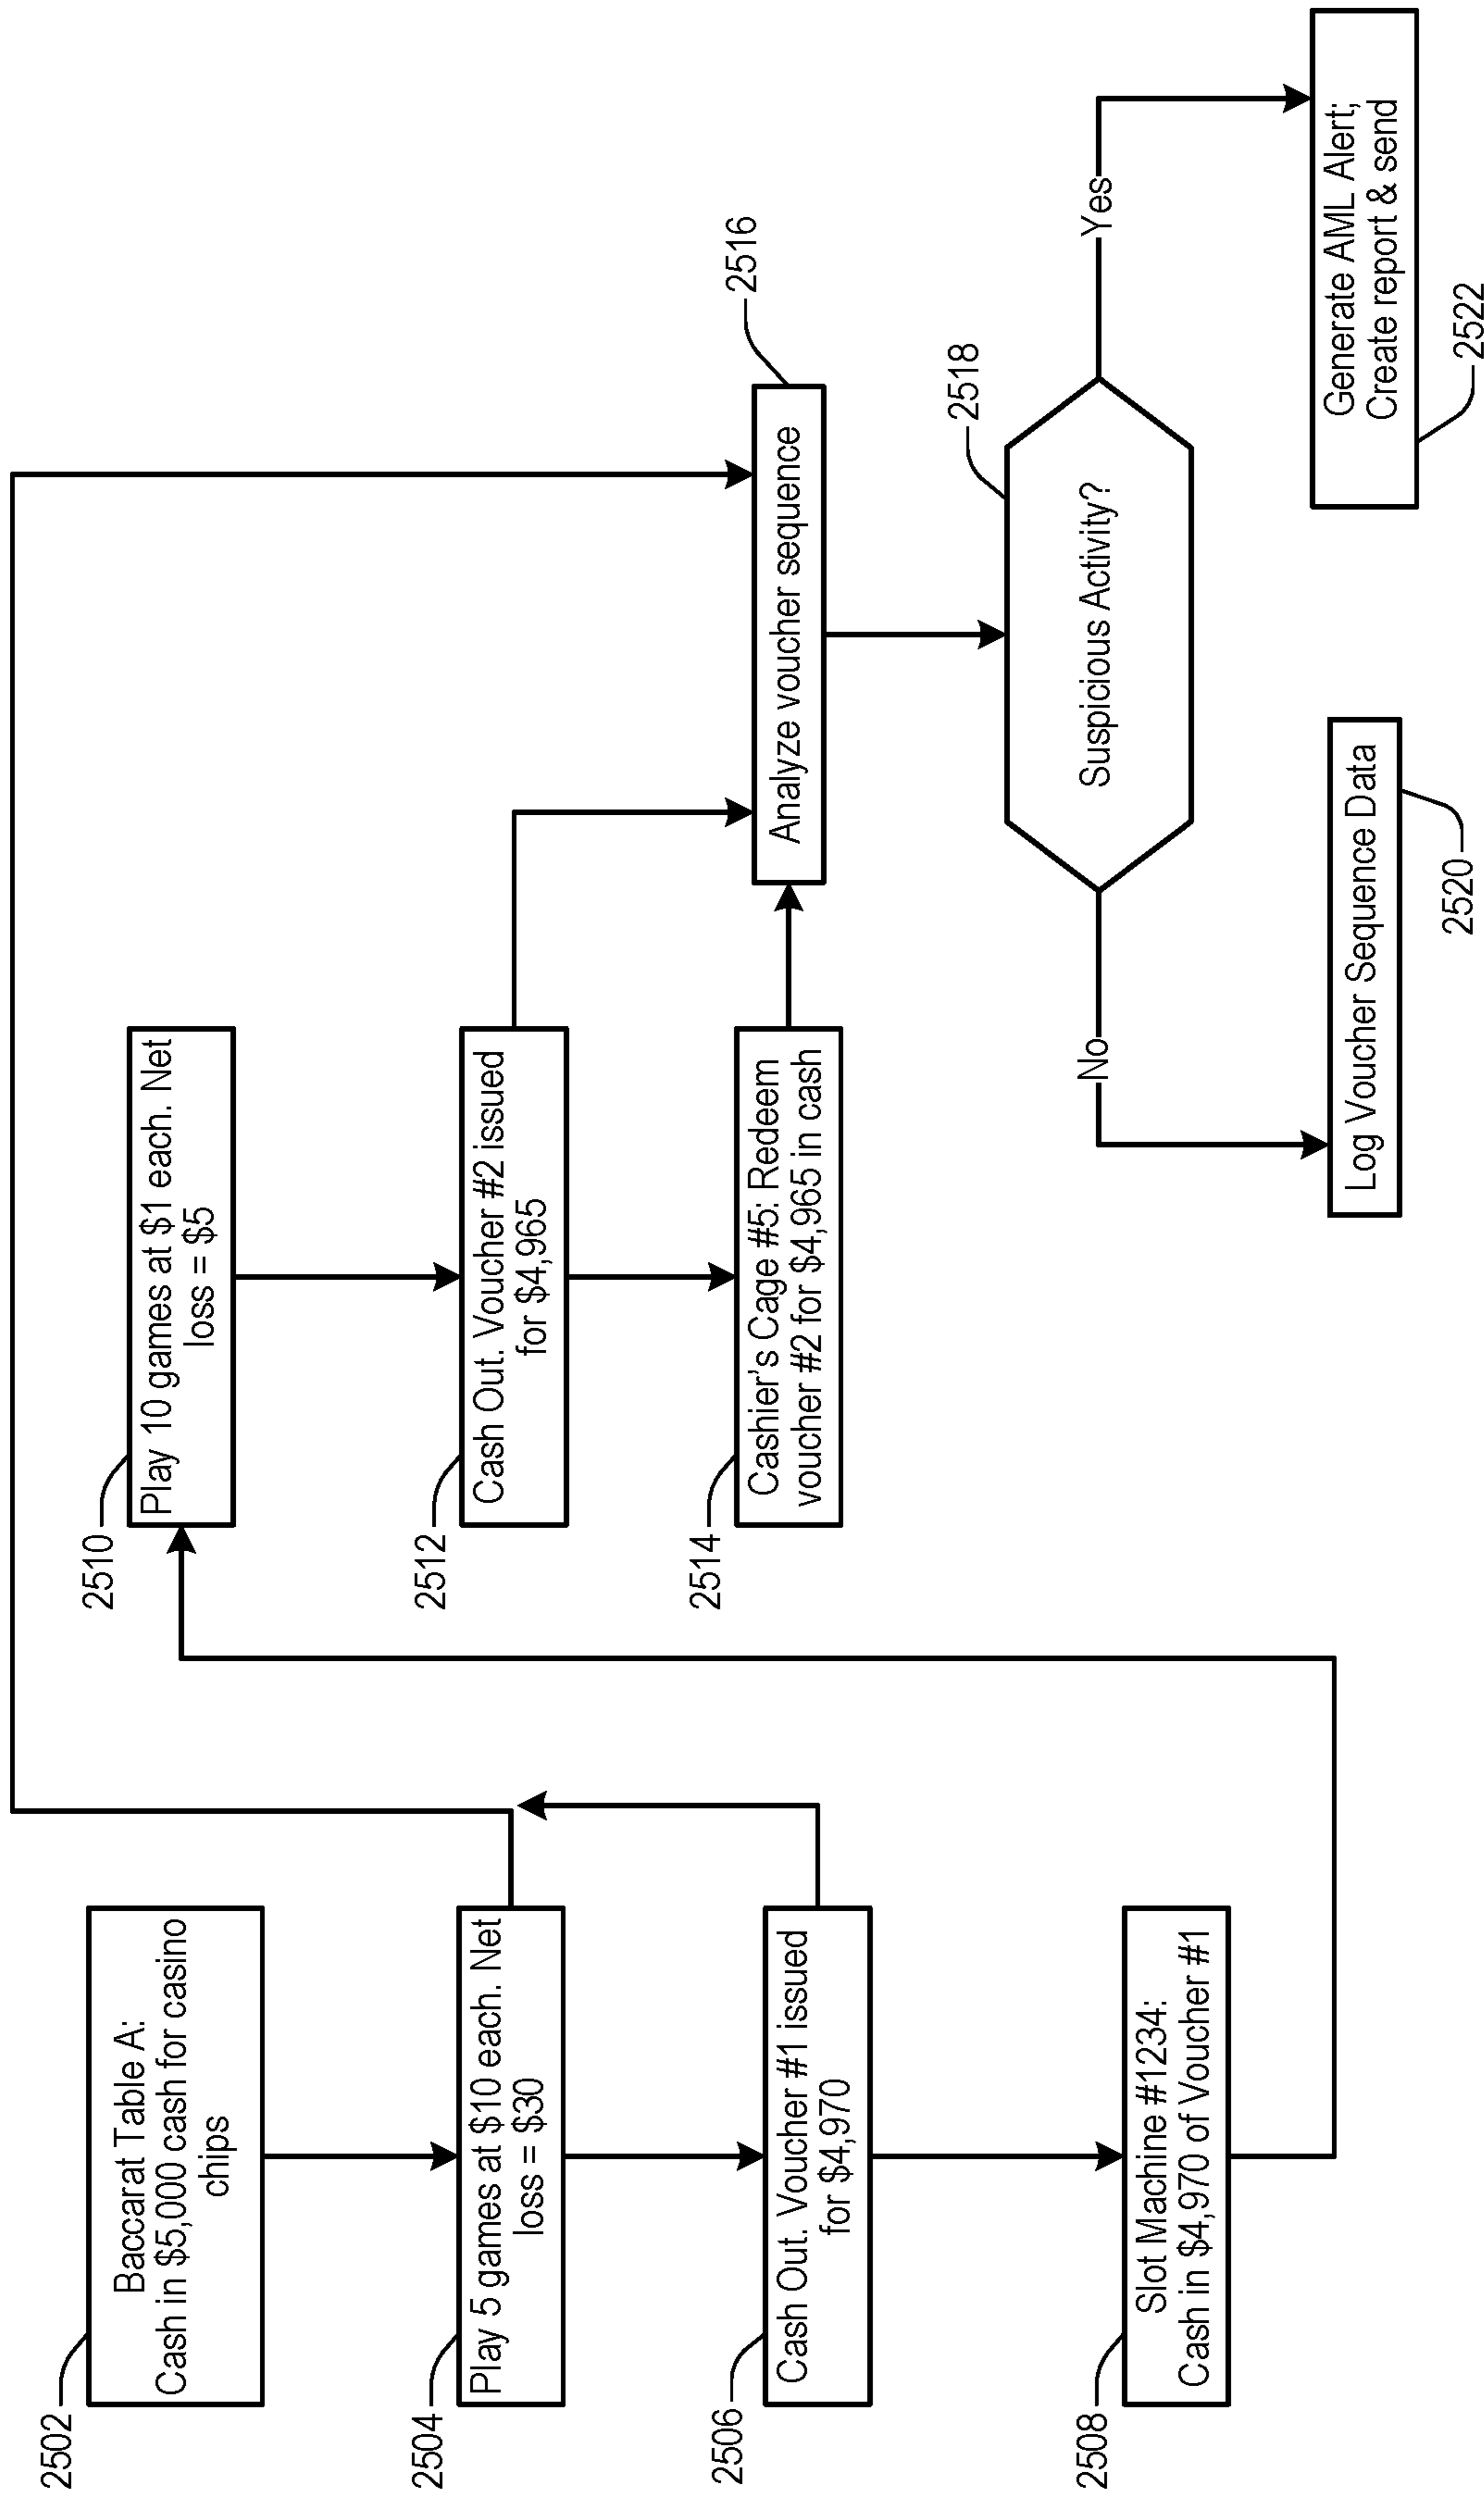 2502
Baccarat Table A:
Cash in $5,000 cash for casino
chips
2504
Play 5 games at $10 each. Net
loss = $30
2506
Cash Out. Voucher #1 issued
for $4,970
2508
Slot Machine #1234:
Cash in $4,970 of Voucher #1
2510
Play 10 games at $1 each. Net
loss = $5
2512
Cash Out. Voucher #2 issued
for $4,965
2514
Cashier's Cage #5: Redeem
voucher #2 for $4,965 in cash
2516
Analyze voucher sequence
2518
Suspicious Activity?
No
Yes
Log Voucher Sequence Data
2520
Generate AML Alert;
Create report & send
2522